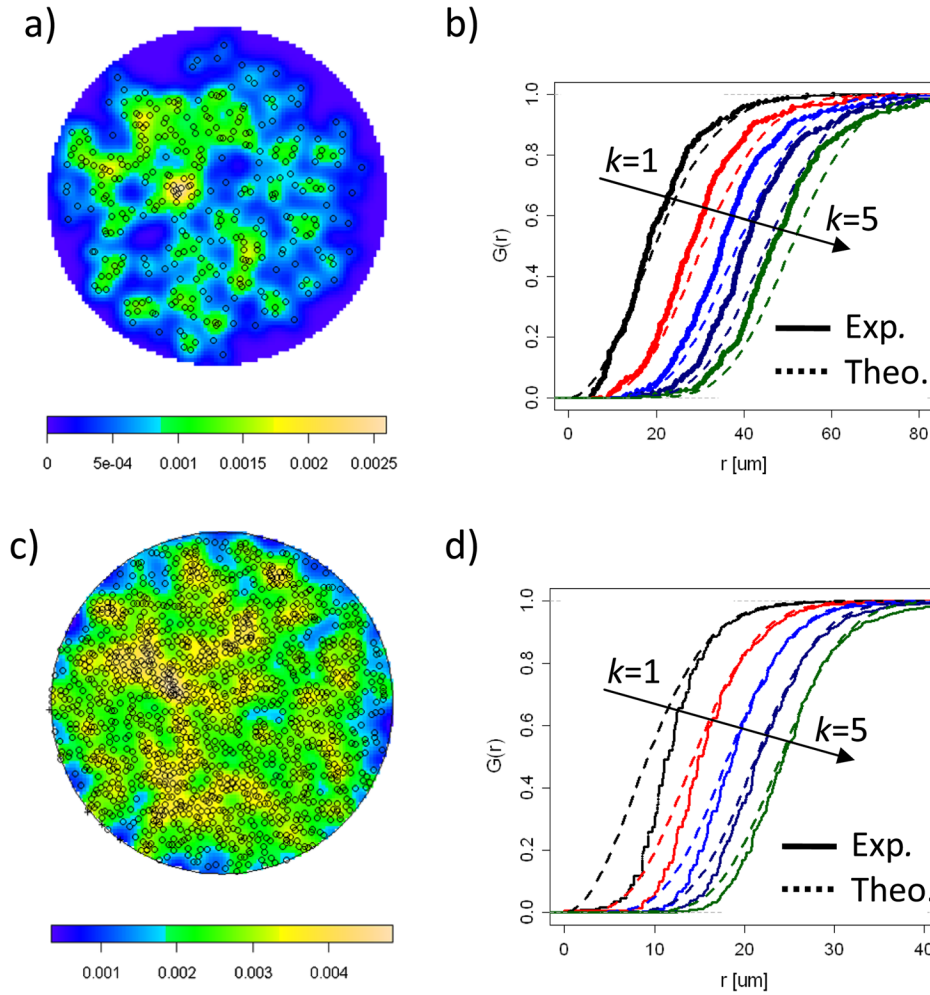 a)
0 5e-04 0.001 0.0015 0.002 0.0025
b)
G(r)
0.0 0.2 0.4 0.6 0.8 1.0
k=1
k=5
Exp.
Theo.
0 20 40 60 80
r [um]
c)
0.001 0.002 0.003 0.004
d)
G(r)
0.0 0.2 0.4 0.6 0.8 1.0
k=1
k=5
Exp.
Theo.
0 10 20 30 40
r [um]